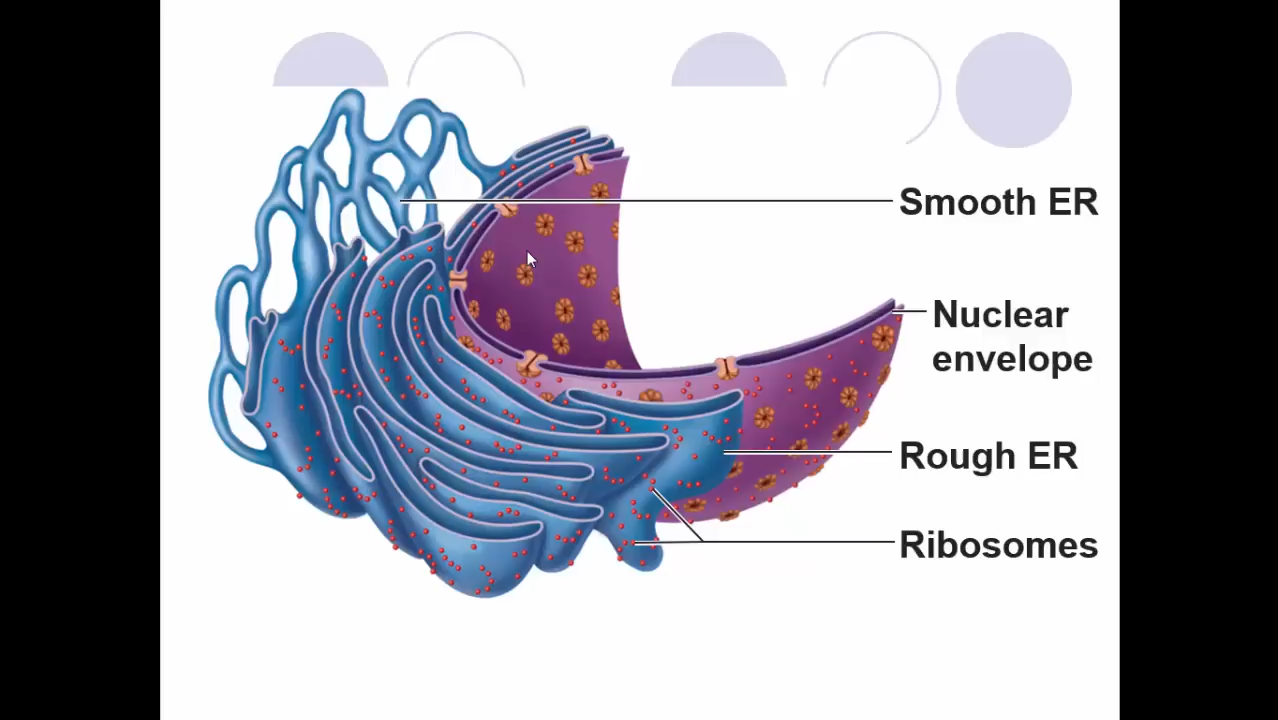 Smooth ER
Nuclear
envelope
Rough ER
Ribosomes